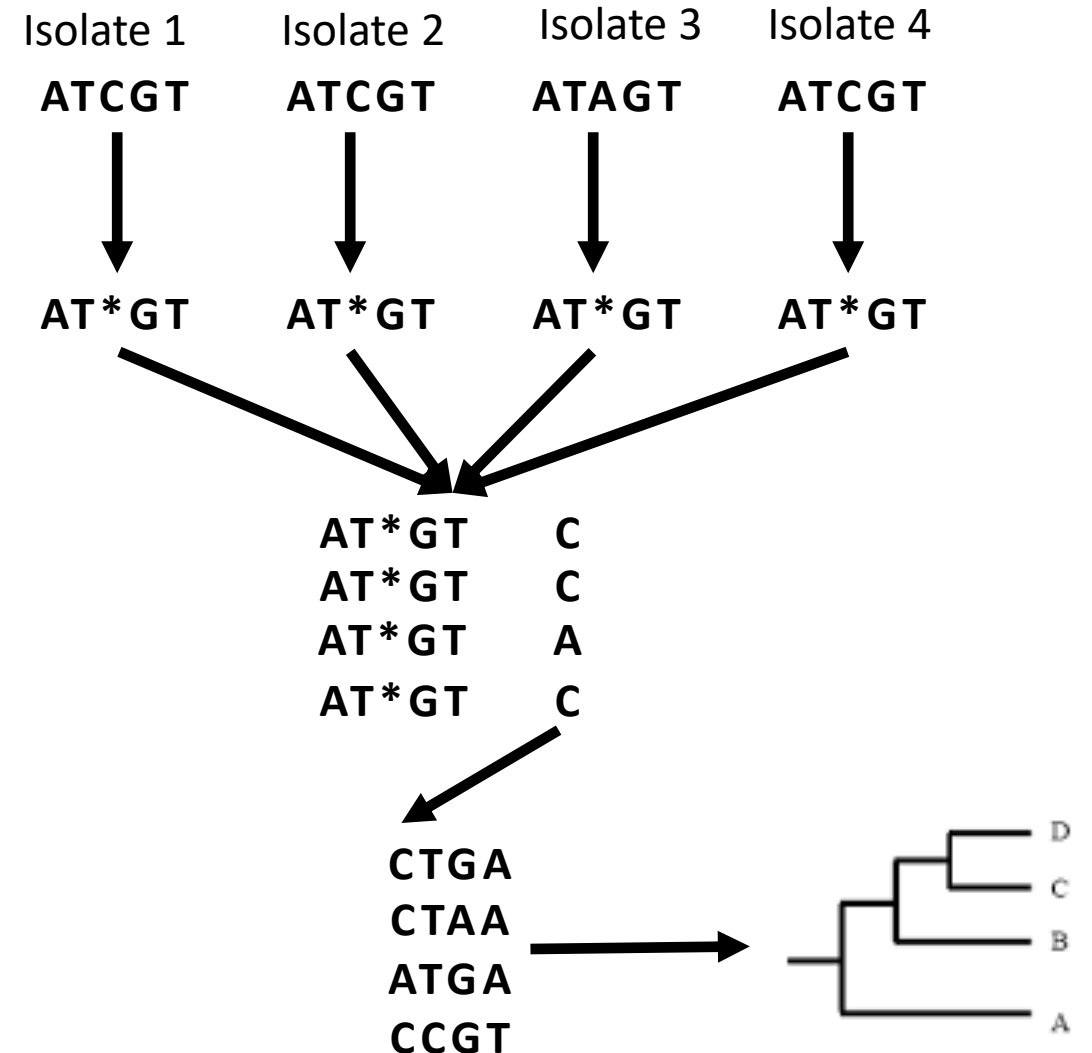 Isolate 1 Isolate 2 Isolate 3 Isolate 4
ATCGT ATCGT ATAGT ATCGT
AT*GT AT*GT AT*GT AT*GT
AT*GT C
AT*GT C
AT*GT A
AT*GT C
CTGA
CTAA
ATGA
CCGT
D
C
B
A